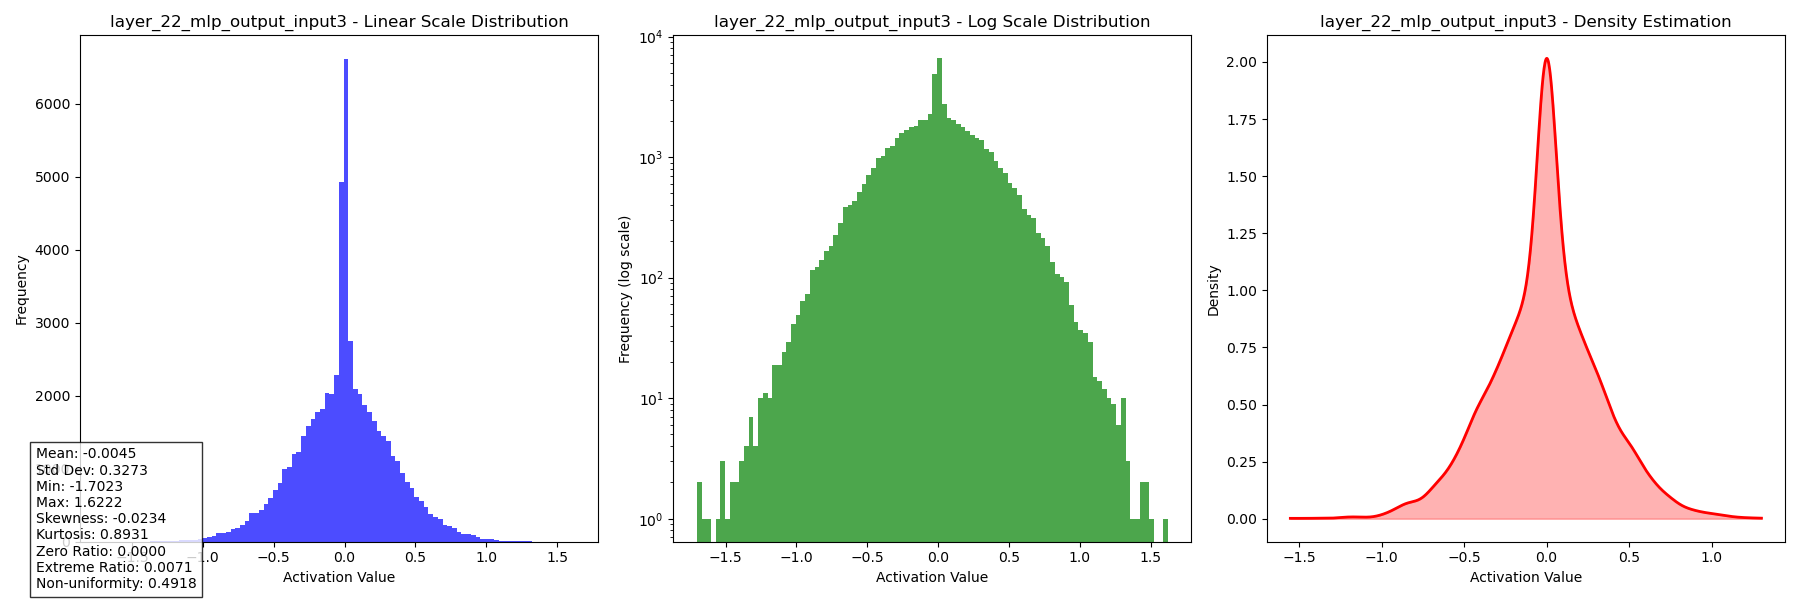 layer_22_mlp_output_input3 - Linear Scale Distribution
6000
5000
4000
3000
2000
Frequency
Mean: -0.0045
Std Dev: 0.3273
Min: -1.7023
Max: 1.6222
Skewness: -0.0234
Kurtosis: 0.8931
Zero Ratio: 0.0000
Extreme Ratio: 0.0071
Non-uniformity: 0.4918
−1.0 −0.5 0.0 0.5 1.0 1.5
Activation Value
layer_22_mlp_output_input3 - Log Scale Distribution
10⁴
10³
10²
10¹
10⁰
Frequency (log scale)
−1.5 −1.0 −0.5 0.0 0.5 1.0 1.5
Activation Value
layer_22_mlp_output_input3 - Density Estimation
2.00
1.75
1.50
1.25
1.00
0.75
0.50
0.25
0.00
Density
−1.5 −1.0 −0.5 0.0 0.5 1.0
Activation Value